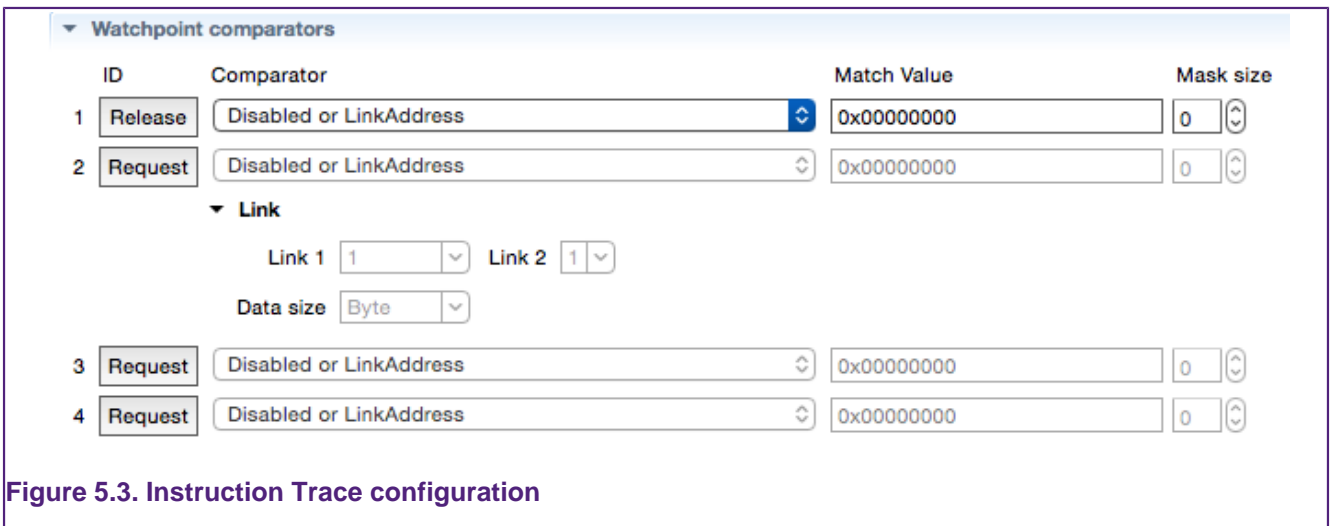 Watchpoint comparators
ID Comparator Match Value Mask size
1 Release Disabled or LinkAddress 0x00000000 0
2 Request Disabled or LinkAddress 0x00000000 0
Link
Link 1 1 Link 2 1
Data size Byte
3 Request Disabled or LinkAddress 0x00000000 0
4 Request Disabled or LinkAddress 0x00000000 0
Figure 5.3. Instruction Trace configuration